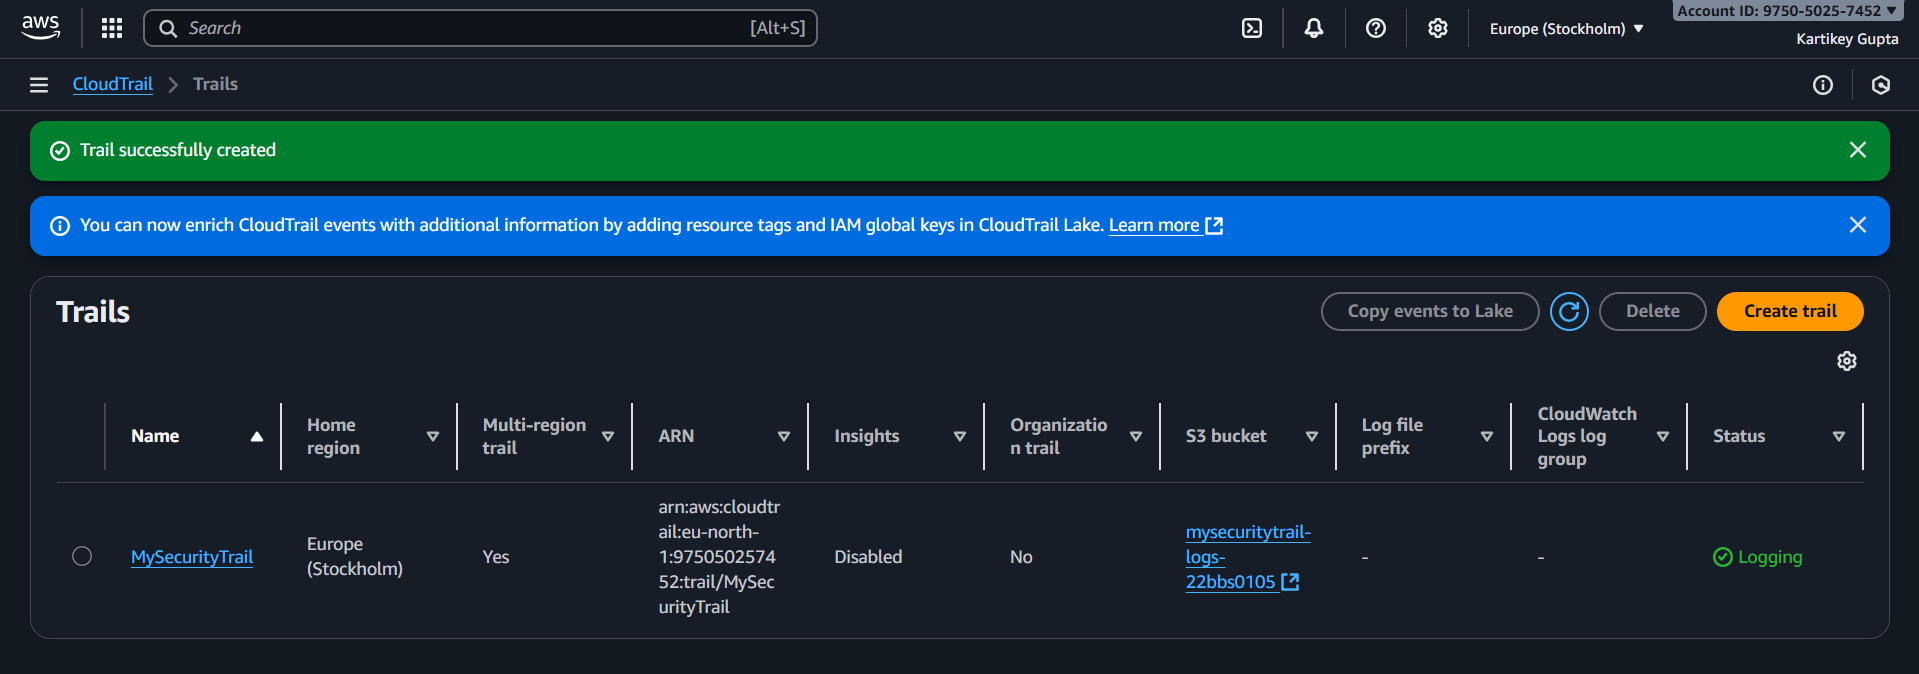 aws
Search [Alt+S]
Europe (Stockholm)
Account ID: 9750-5025-7452
Kartikey Gupta
CloudTrail Trails
Trail successfully created
You can now enrich CloudTrail events with additional information by adding resource tags and IAM global keys in CloudTrail Lake. Learn more
Trails
Copy events to Lake
Delete
Create trail
Name
Home
region
Multi-region
trail
ARN
Insights
Organizatio
n trail
S3 bucket
Log file
prefix
CloudWatch
Logs log
group
Status
MySecurityTrail
Europe
(Stockholm)
Yes
arn:aws:cloudtr
ail:eu-north-
1:9750502574
52:trail/MySec
urityTrail
Disabled
No
mysecuritytrail-
logs-
22bbs0105
-
-
Logging